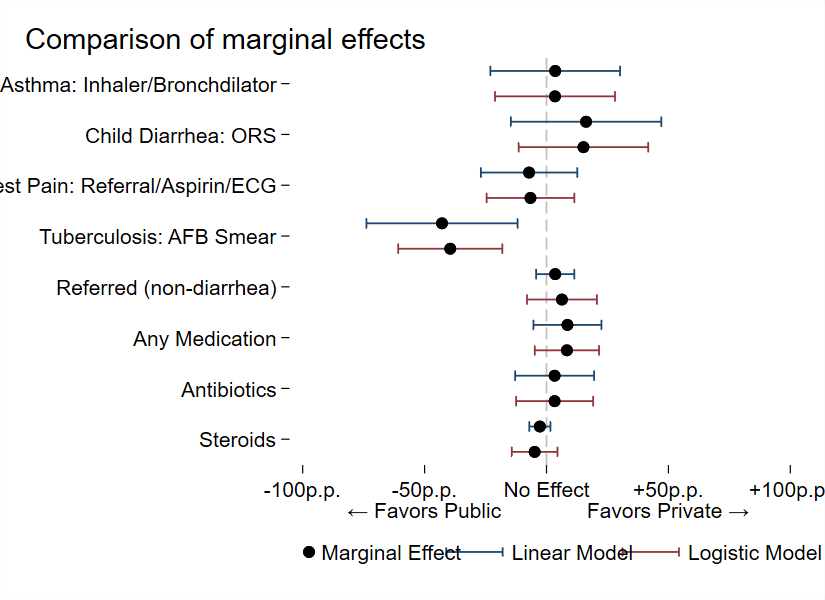 Comparison of marginal effects
Asthma: Inhaler/Bronchdilator
Child Diarrhea: ORS
est Pain: Referral/Aspirin/ECG
Tuberculosis: AFB Smear
Referred (non-diarrhea)
Any Medication
Antibiotics
Steroids
-100p.p. -50p.p. No Effect +50p.p. +100p.p
← Favors Public Favors Private →
Marginal Effect Linear Model Logistic Model